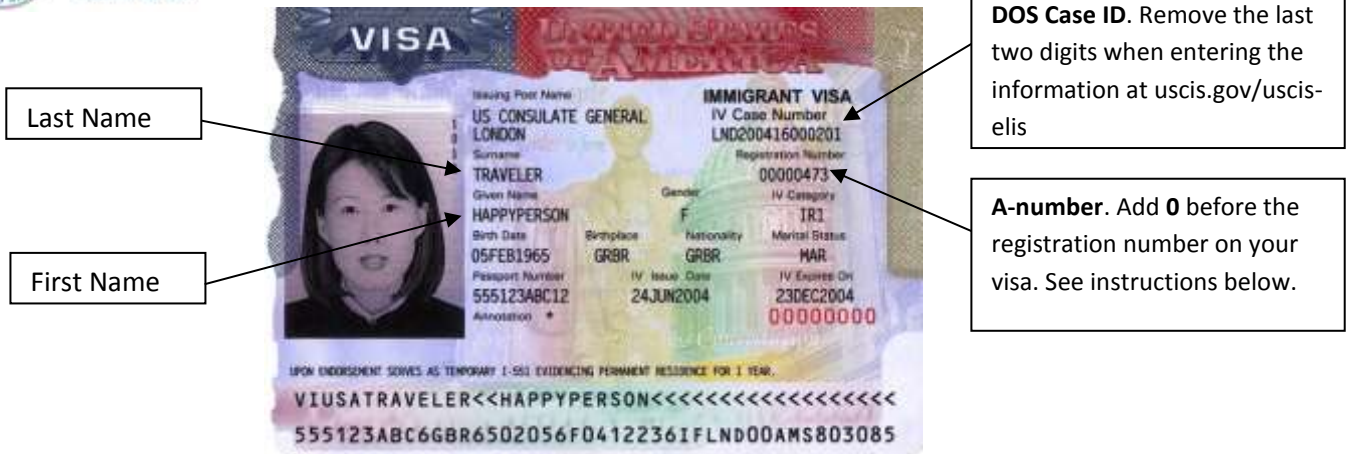 DOS Case ID. Remove the last
two digits when entering the
information at uscis.gov/uscis-
elis
A-number. Add 0 before the
registration number on your
visa. See instructions below.
Last Name
First Name
VISA
UNITED STATES
OF AMERICA
Issuing Post Name
US CONSULATE GENERAL
LONDON
IMMIGRANT VISA
IV Case Number
LND200416000201
Surname
TRAVELER
Registration Number
00000473
Given Name
HAPPYPERSON
Gender
F
IV Category
IR1
Birth Date
05FEB1965
Birthplace
GRBR
Nationality
GRBR
Marital Status
MAR
Passport Number
555123ABC12
IV Issue Date
24JUN2004
IV Expires On
23DEC2004
Annotation *
00000000
UPON ENDORSEMENT SERVES AS TEMPORARY I-551 EVIDENCING PERMANENT RESIDENCE FOR 1 YEAR.
VIUSATRAVELER<<HAPPYPERSON<<<<<<<<<<<<<<<<<<
555123ABC6GBR6502056F0412236IFLND00AMS803085